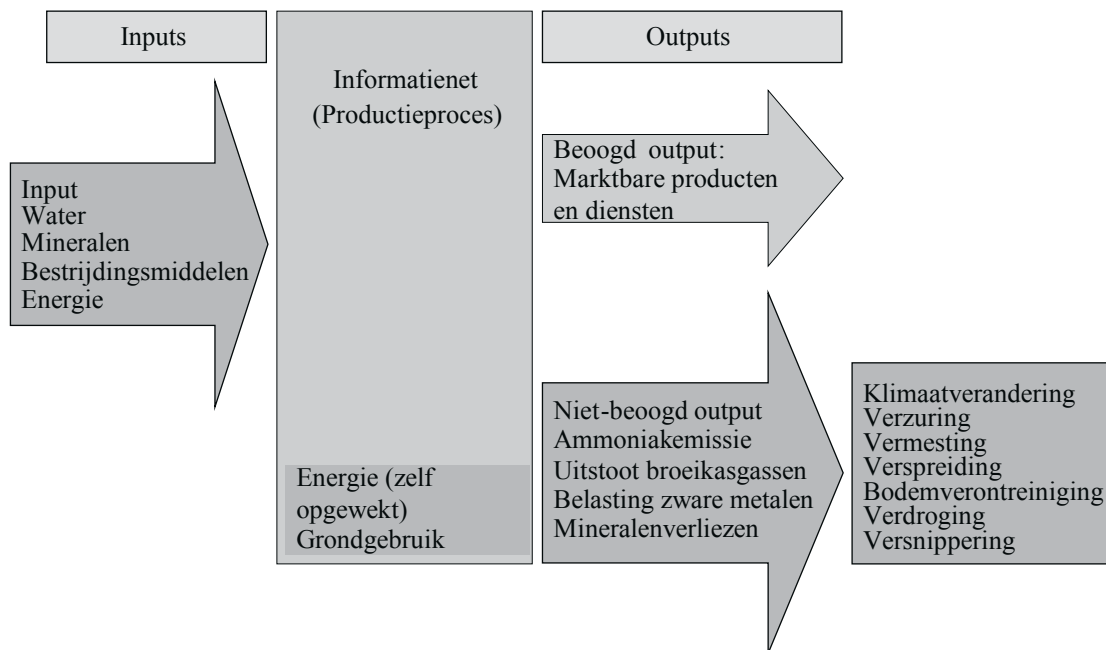 Inputs
Outputs
Informatienet
(Productieproces)
Input
Water
Mineralen
Bestrijdingsmiddelen
Energie
Beoogd output:
Marktbare producten
en diensten
Energie (zelf
opgewekt)
Grondgebruik
Niet-beoogd output
Ammoniakemissie
Uitstoot broeikasgassen
Belasting zware metalen
Mineralenverliezen
Klimaatverandering
Verzuring
Vermesting
Verspreiding
Bodemverontreiniging
Verdroging
Versnippering